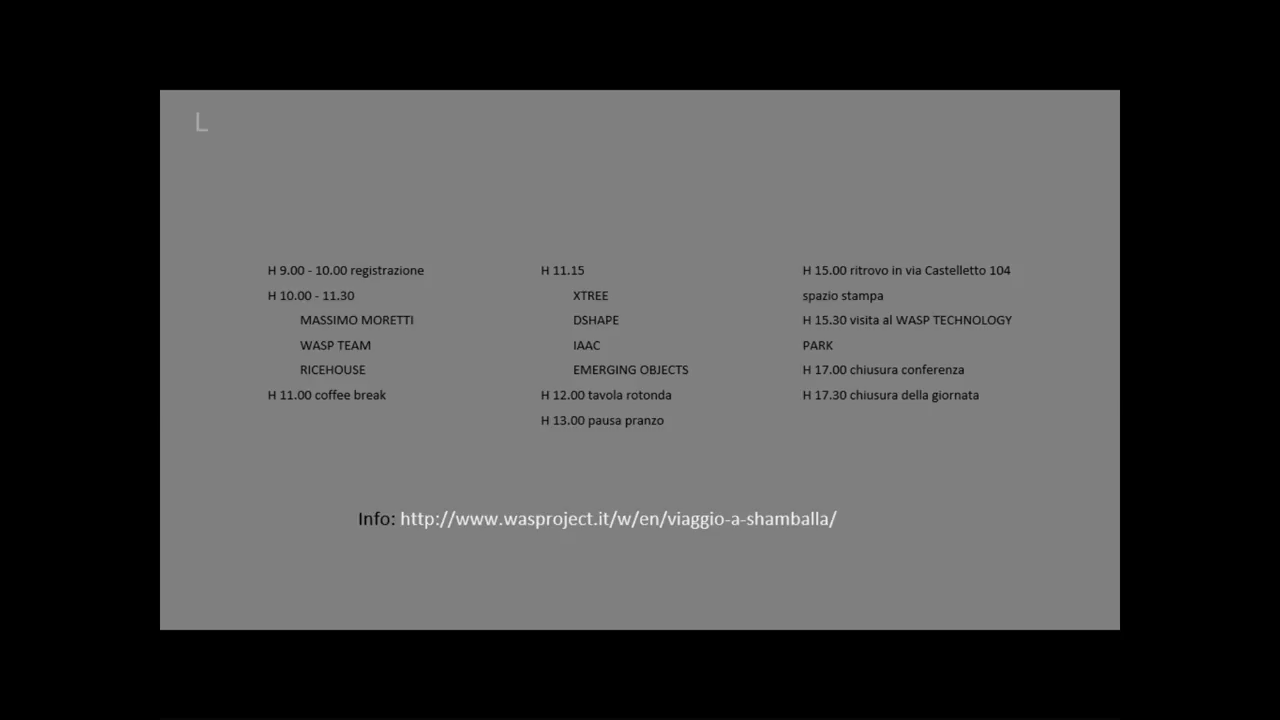 L
H 9.00 - 10.00 registrazione
H 10.00 - 11.30
MASSIMO MORETTI
WASP TEAM
RICEHOUSE
H 11.00 coffee break
H 11.15
XTREE
DSHAPE
IAAC
EMERGING OBJECTS
H 12.00 tavola rotonda
H 13.00 pausa pranzo
H 15.00 ritrovo in via Castelletto 104
spazio stampa
H 15.30 visita al WASP TECHNOLOGY
PARK
H 17.00 chiusura conferenza
H 17.30 chiusura della giornata
Info: http://www.wasproject.it/w/en/viaggio-a-shamballa/